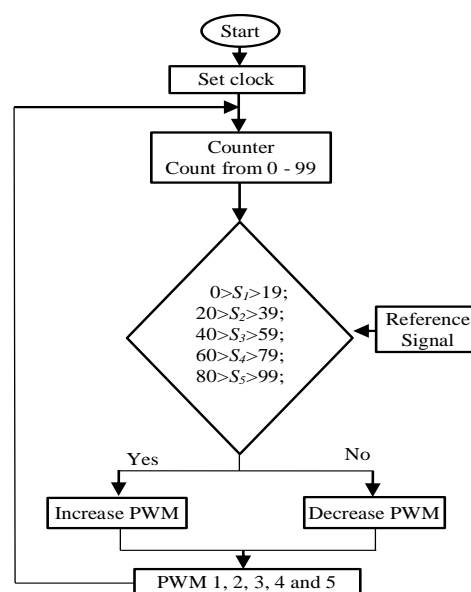 Start
Set clock
Counter
Count from 0 - 99
0>S₁>19;
20>S₂>39;
40>S₃>59;
60>S₄>79;
80>S₅>99;
Reference
Signal
Yes
No
Increase PWM
Decrease PWM
PWM 1, 2, 3, 4 and 5